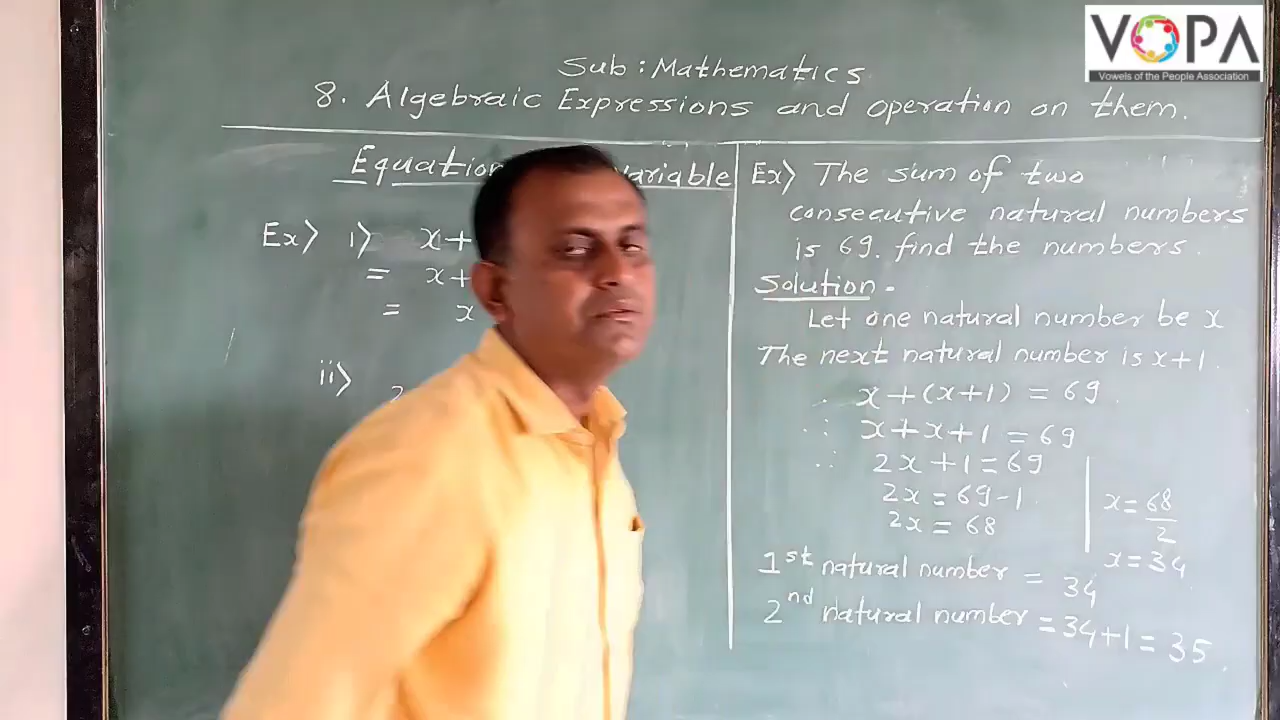 VOPA
Vowels of the People Association
Sub : Mathematics
8. Algebraic Expressions and operation on them.
Equation variable
Ex) i) x+
= x+
= x
ii) 2
Ex) The sum of two
consecutive natural numbers
is 69. find the numbers.
Solution -
Let one natural number be x
The next natural number is x+1.
∴ x+(x+1) = 69
∴ x+x+1 = 69
∴ 2x+1=69
2x = 69-1
2x = 68
x = 68/2
x = 34
1st natural number = 34
2nd natural number = 34+1 = 35.